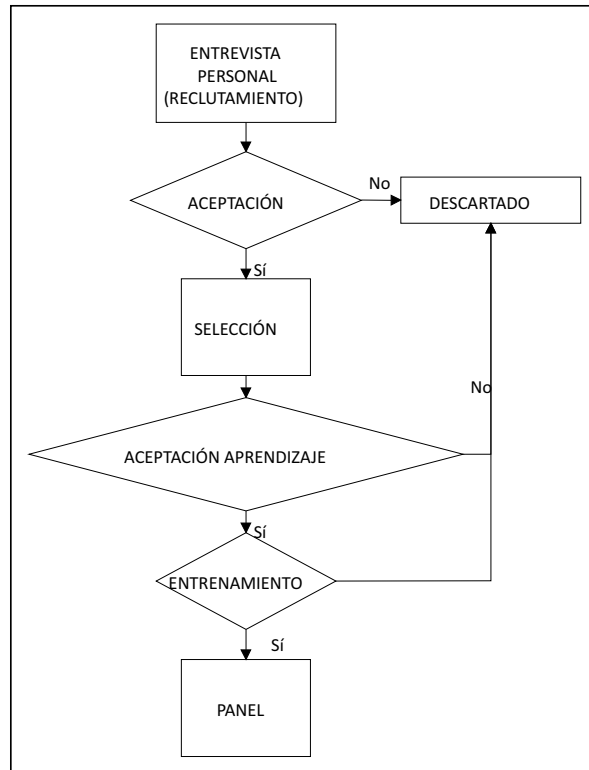 ENTREVISTA
PERSONAL
(RECLUTAMIENTO)
No
ACEPTACIÓN
DESCARTADO
Sí
SELECCIÓN
No
ACEPTACIÓN APRENDIZAJE
Sí
ENTRENAMIENTO
Sí
PANEL